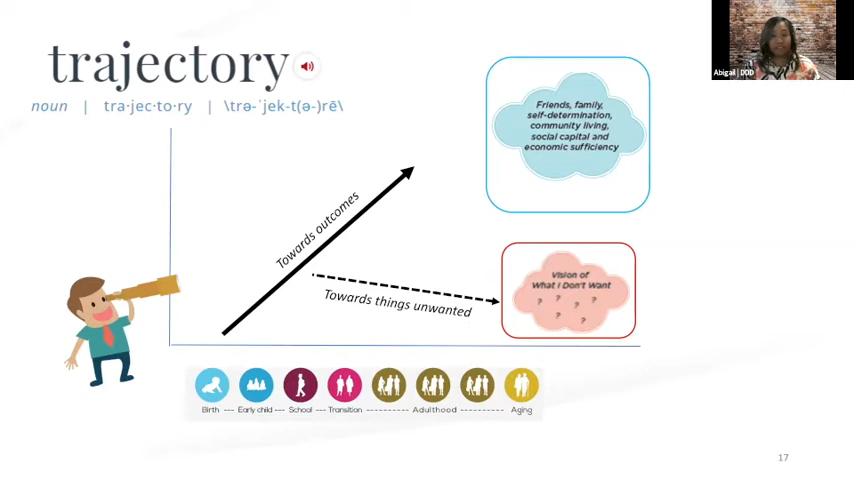 trajectory
noun | tra·jec·to·ry | \trə-ˈjek-t(ə-)rē\
Abigail | DDD
Friends, family,
self-determination,
community living,
social capital and
economic sufficiency
Towards outcomes
Towards things unwanted
Vision of
What I Don't Want
? ? ? ? ? ?
Birth --- Early child --- School --- Transition ---------- Adulthood ---------- Aging
17